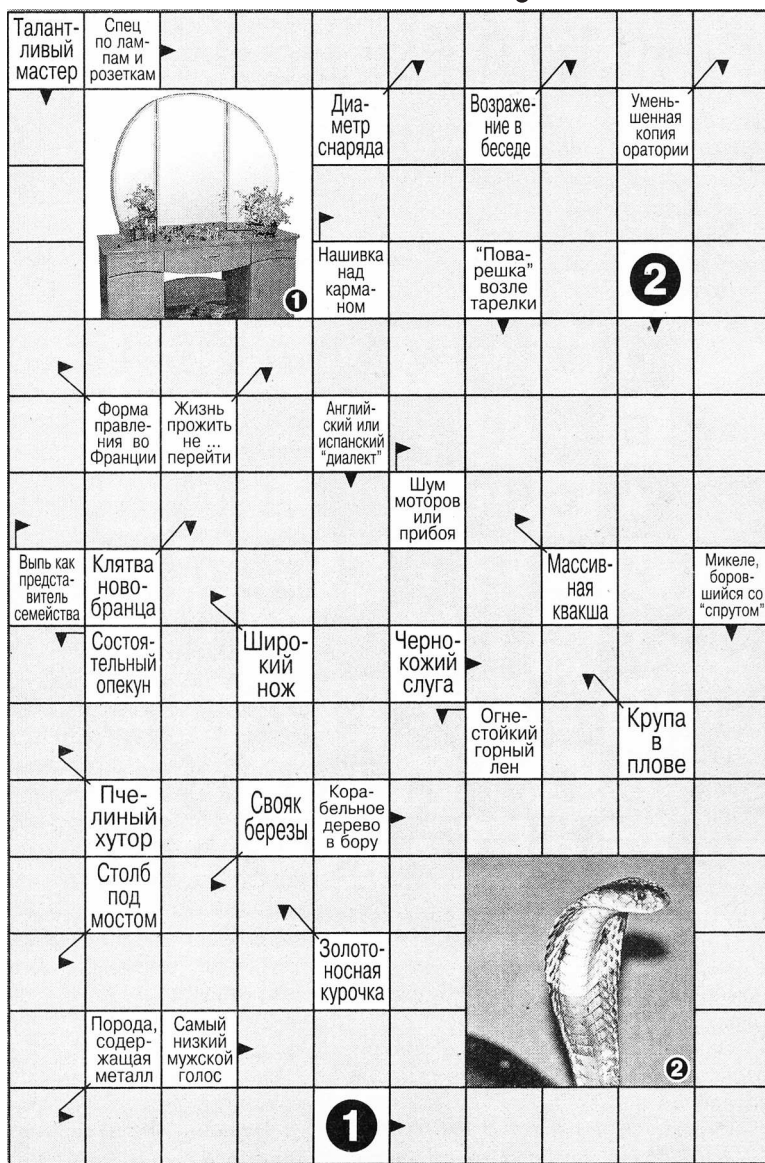 Талант-
ливый
мастер
Спец
по лам-
пам и
розеткам
Диа-
метр
снаряда
Возраже-
ние в
беседе
Умень-
шенная
копия
оратории
1
Нашивка
над
карма-
ном
"Пова-
решка"
возле
тарелки
2
Форма
правле-
ния во
Франции
Жизнь
прожить
не ...
перейти
Англий-
ский или
испанский
"диалект"
Шум
моторов
или
прибоя
Выпь как
предста-
витель
семейства
Клятва
ново-
бранца
Массив-
ная
квакша
Микеле,
боров-
шийся со
"спрутом"
Состоя-
тельный
опекун
Широ-
кий
нож
Черно-
кожий
слуга
Огне-
стойкий
горный
лен
Крупа
в
плове
Пче-
линый
хутор
Свояк
березы
Кора-
бельное
дерево
в бору
Столб
под
мостом
Золото-
носная
курочка
Порода,
содер-
жащая
металл
Самый
низкий
мужской
голос
2
1